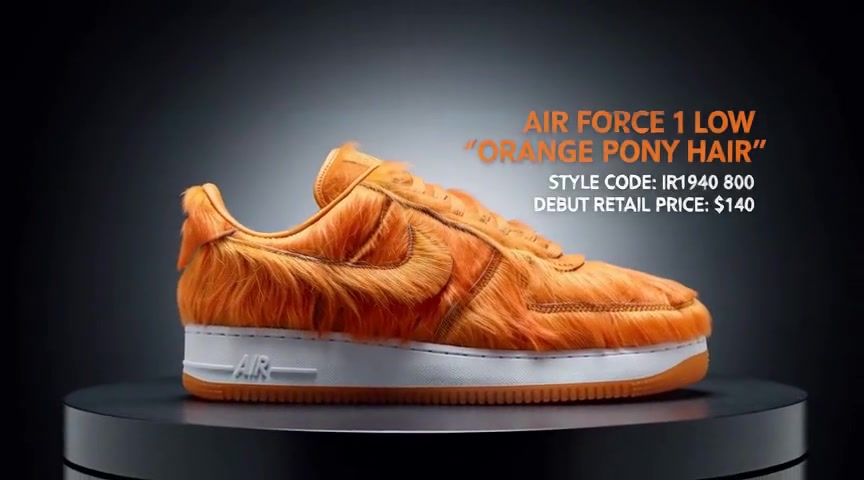 AIR FORCE 1 LOW
“ORANGE PONY HAIR”
STYLE CODE: IR1940 800
DEBUT RETAIL PRICE: $140
AIR